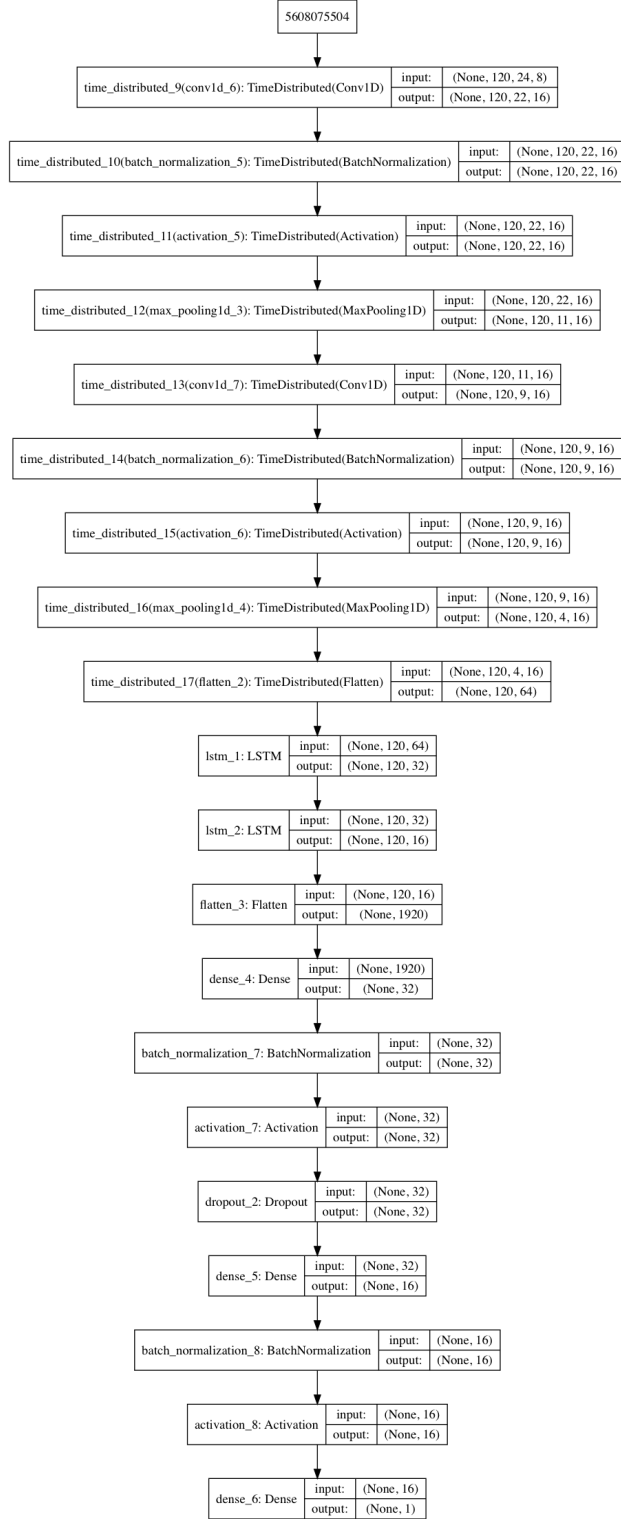 5608075504
time_distributed_9(conv1d_6): TimeDistributed(Conv1D)
input: (None, 120, 24, 8)
output: (None, 120, 22, 16)
time_distributed_10(batch_normalization_5): TimeDistributed(BatchNormalization)
input: (None, 120, 22, 16)
output: (None, 120, 22, 16)
time_distributed_11(activation_5): TimeDistributed(Activation)
input: (None, 120, 22, 16)
output: (None, 120, 22, 16)
time_distributed_12(max_pooling1d_3): TimeDistributed(MaxPooling1D)
input: (None, 120, 22, 16)
output: (None, 120, 11, 16)
time_distributed_13(conv1d_7): TimeDistributed(Conv1D)
input: (None, 120, 11, 16)
output: (None, 120, 9, 16)
time_distributed_14(batch_normalization_6): TimeDistributed(BatchNormalization)
input: (None, 120, 9, 16)
output: (None, 120, 9, 16)
time_distributed_15(activation_6): TimeDistributed(Activation)
input: (None, 120, 9, 16)
output: (None, 120, 9, 16)
time_distributed_16(max_pooling1d_4): TimeDistributed(MaxPooling1D)
input: (None, 120, 9, 16)
output: (None, 120, 4, 16)
time_distributed_17(flatten_2): TimeDistributed(Flatten)
input: (None, 120, 4, 16)
output: (None, 120, 64)
lstm_1: LSTM
input: (None, 120, 64)
output: (None, 120, 32)
lstm_2: LSTM
input: (None, 120, 32)
output: (None, 120, 16)
flatten_3: Flatten
input: (None, 120, 16)
output: (None, 1920)
dense_4: Dense
input: (None, 1920)
output: (None, 32)
batch_normalization_7: BatchNormalization
input: (None, 32)
output: (None, 32)
activation_7: Activation
input: (None, 32)
output: (None, 32)
dropout_2: Dropout
input: (None, 32)
output: (None, 32)
dense_5: Dense
input: (None, 32)
output: (None, 16)
batch_normalization_8: BatchNormalization
input: (None, 16)
output: (None, 16)
activation_8: Activation
input: (None, 16)
output: (None, 16)
dense_6: Dense
input: (None, 16)
output: (None, 1)